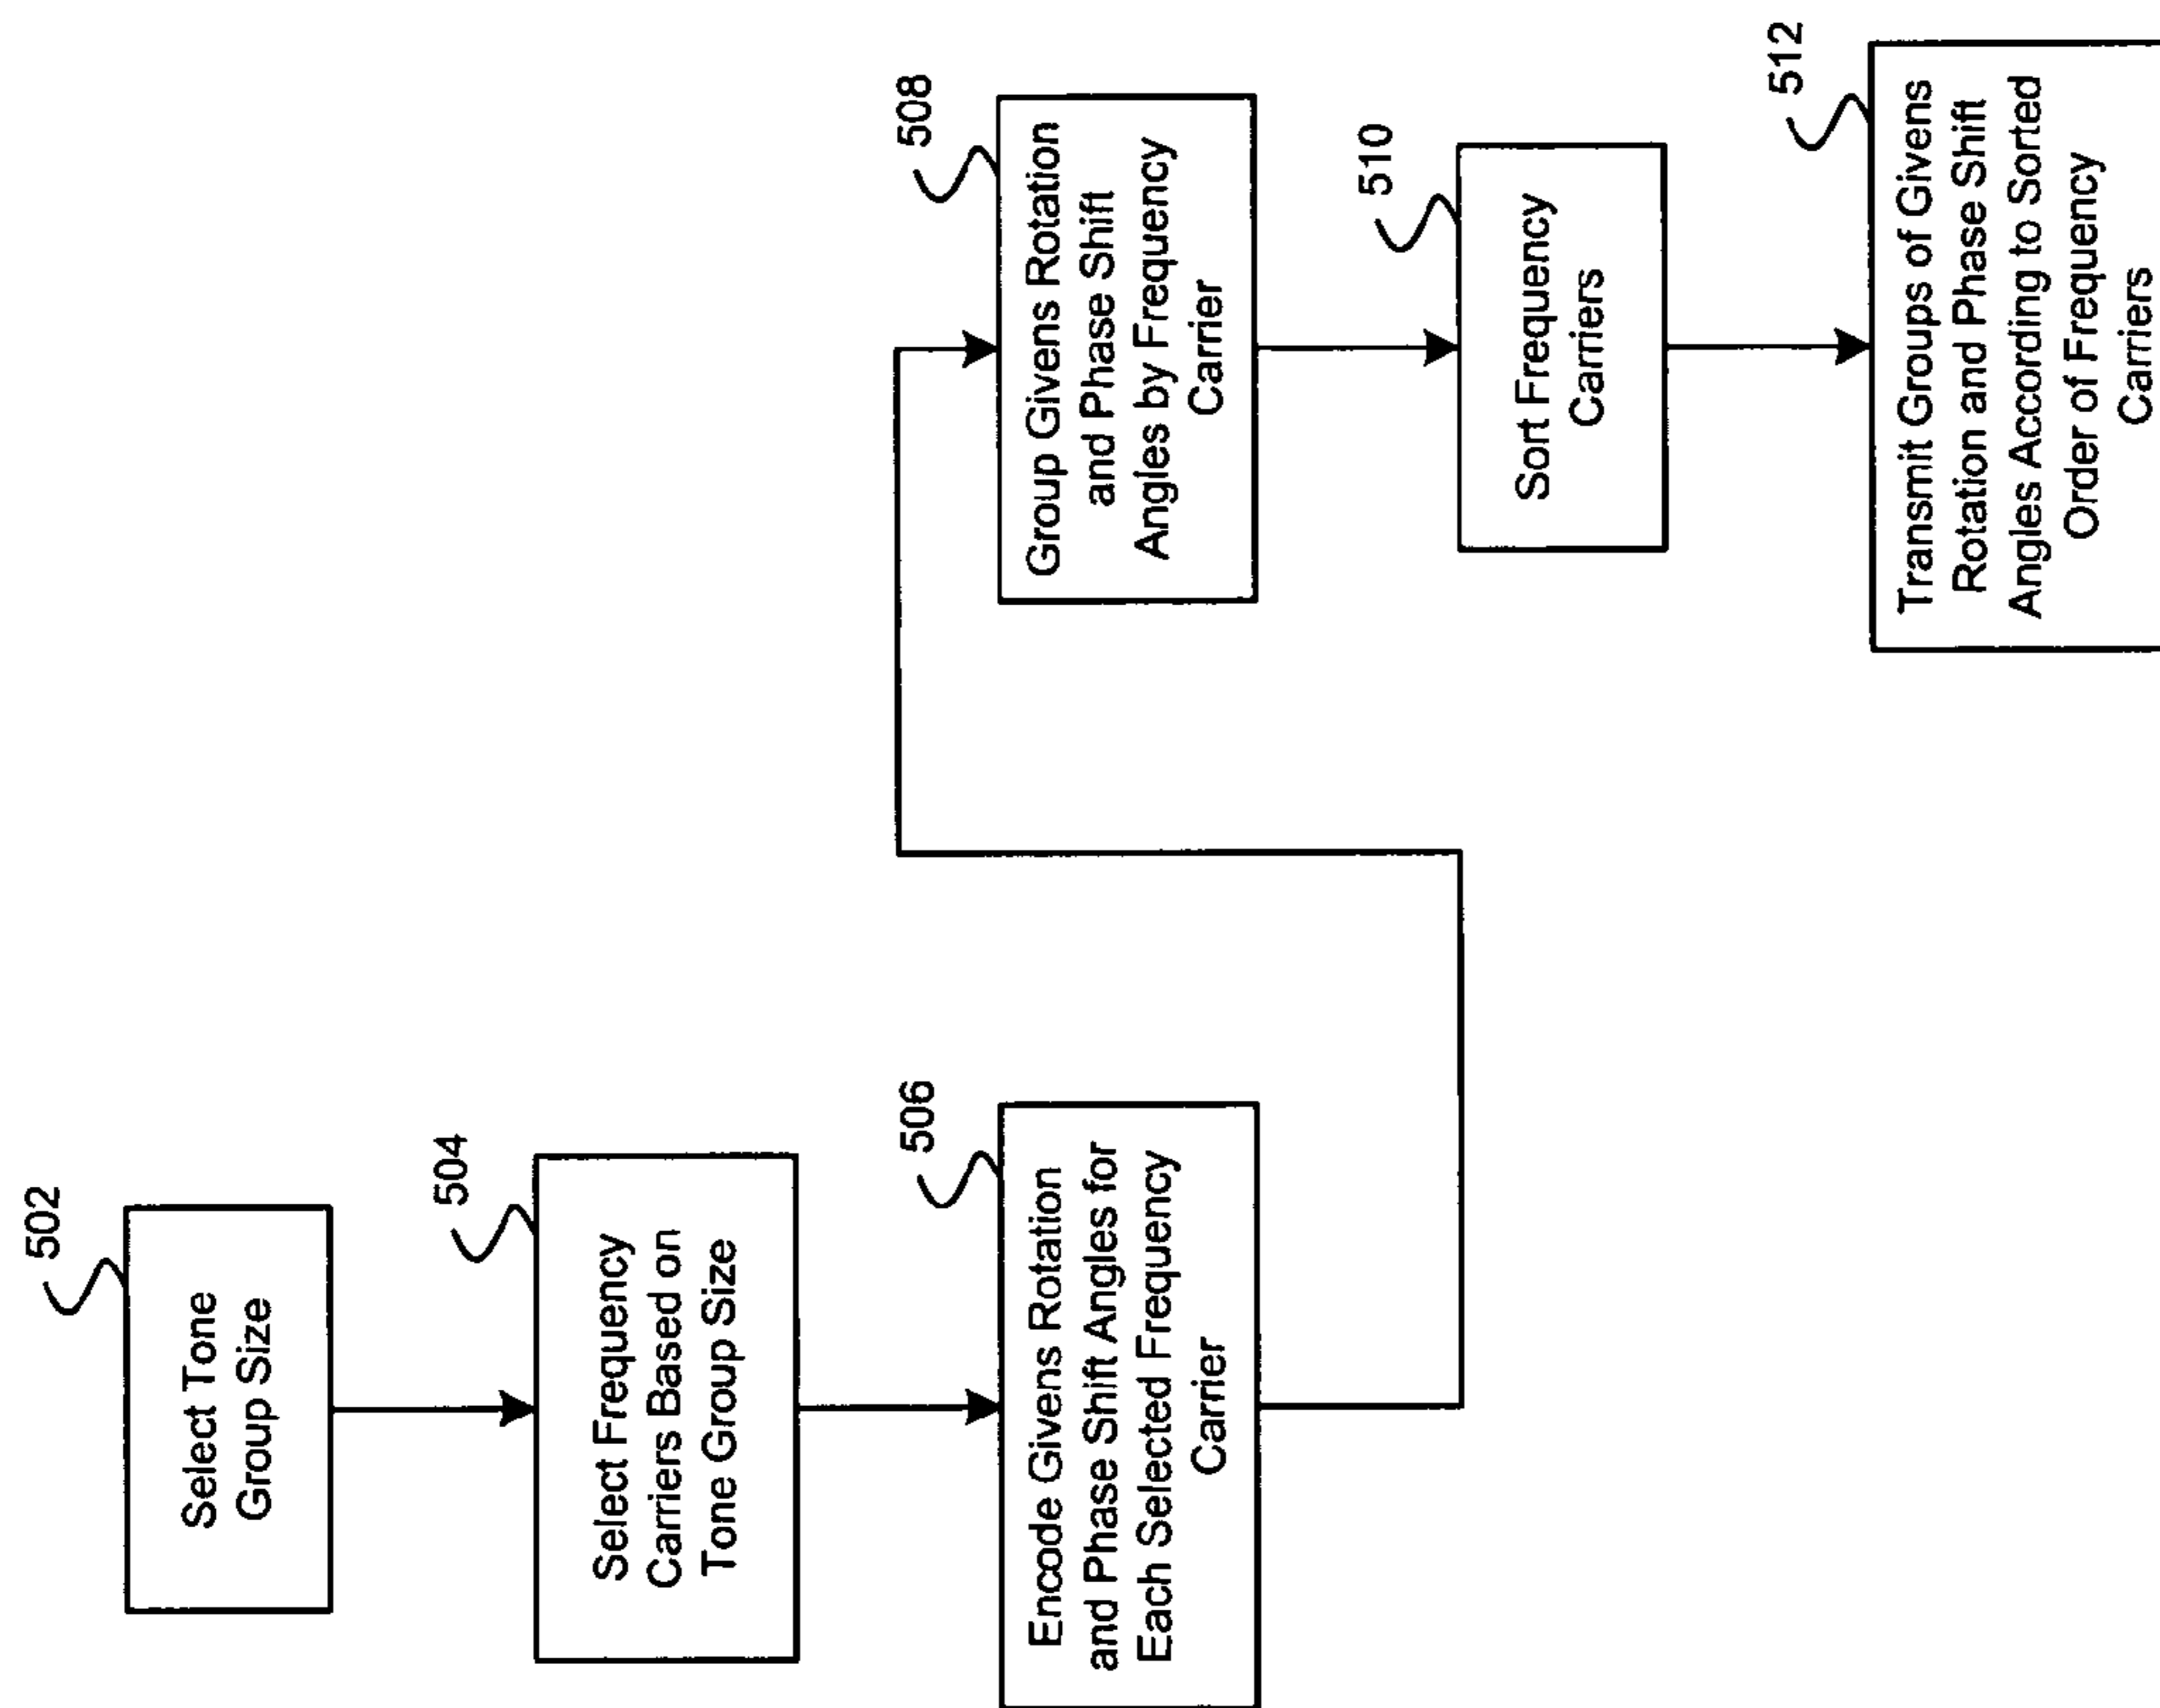 502
Select Tone
Group Size
504
Select Frequency
Carriers Based on
Tone Group Size
506
Encode Givens Rotation
and Phase Shift Angles for
Each Selected Frequency
Carrier
508
Group Givens Rotation
and Phase Shift
Angles by Frequency
Carrier
510
Sort Frequency
Carriers
512
Transmit Groups of Givens
Rotation and Phase Shift
Angles According to Sorted
Order of Frequency
Carriers